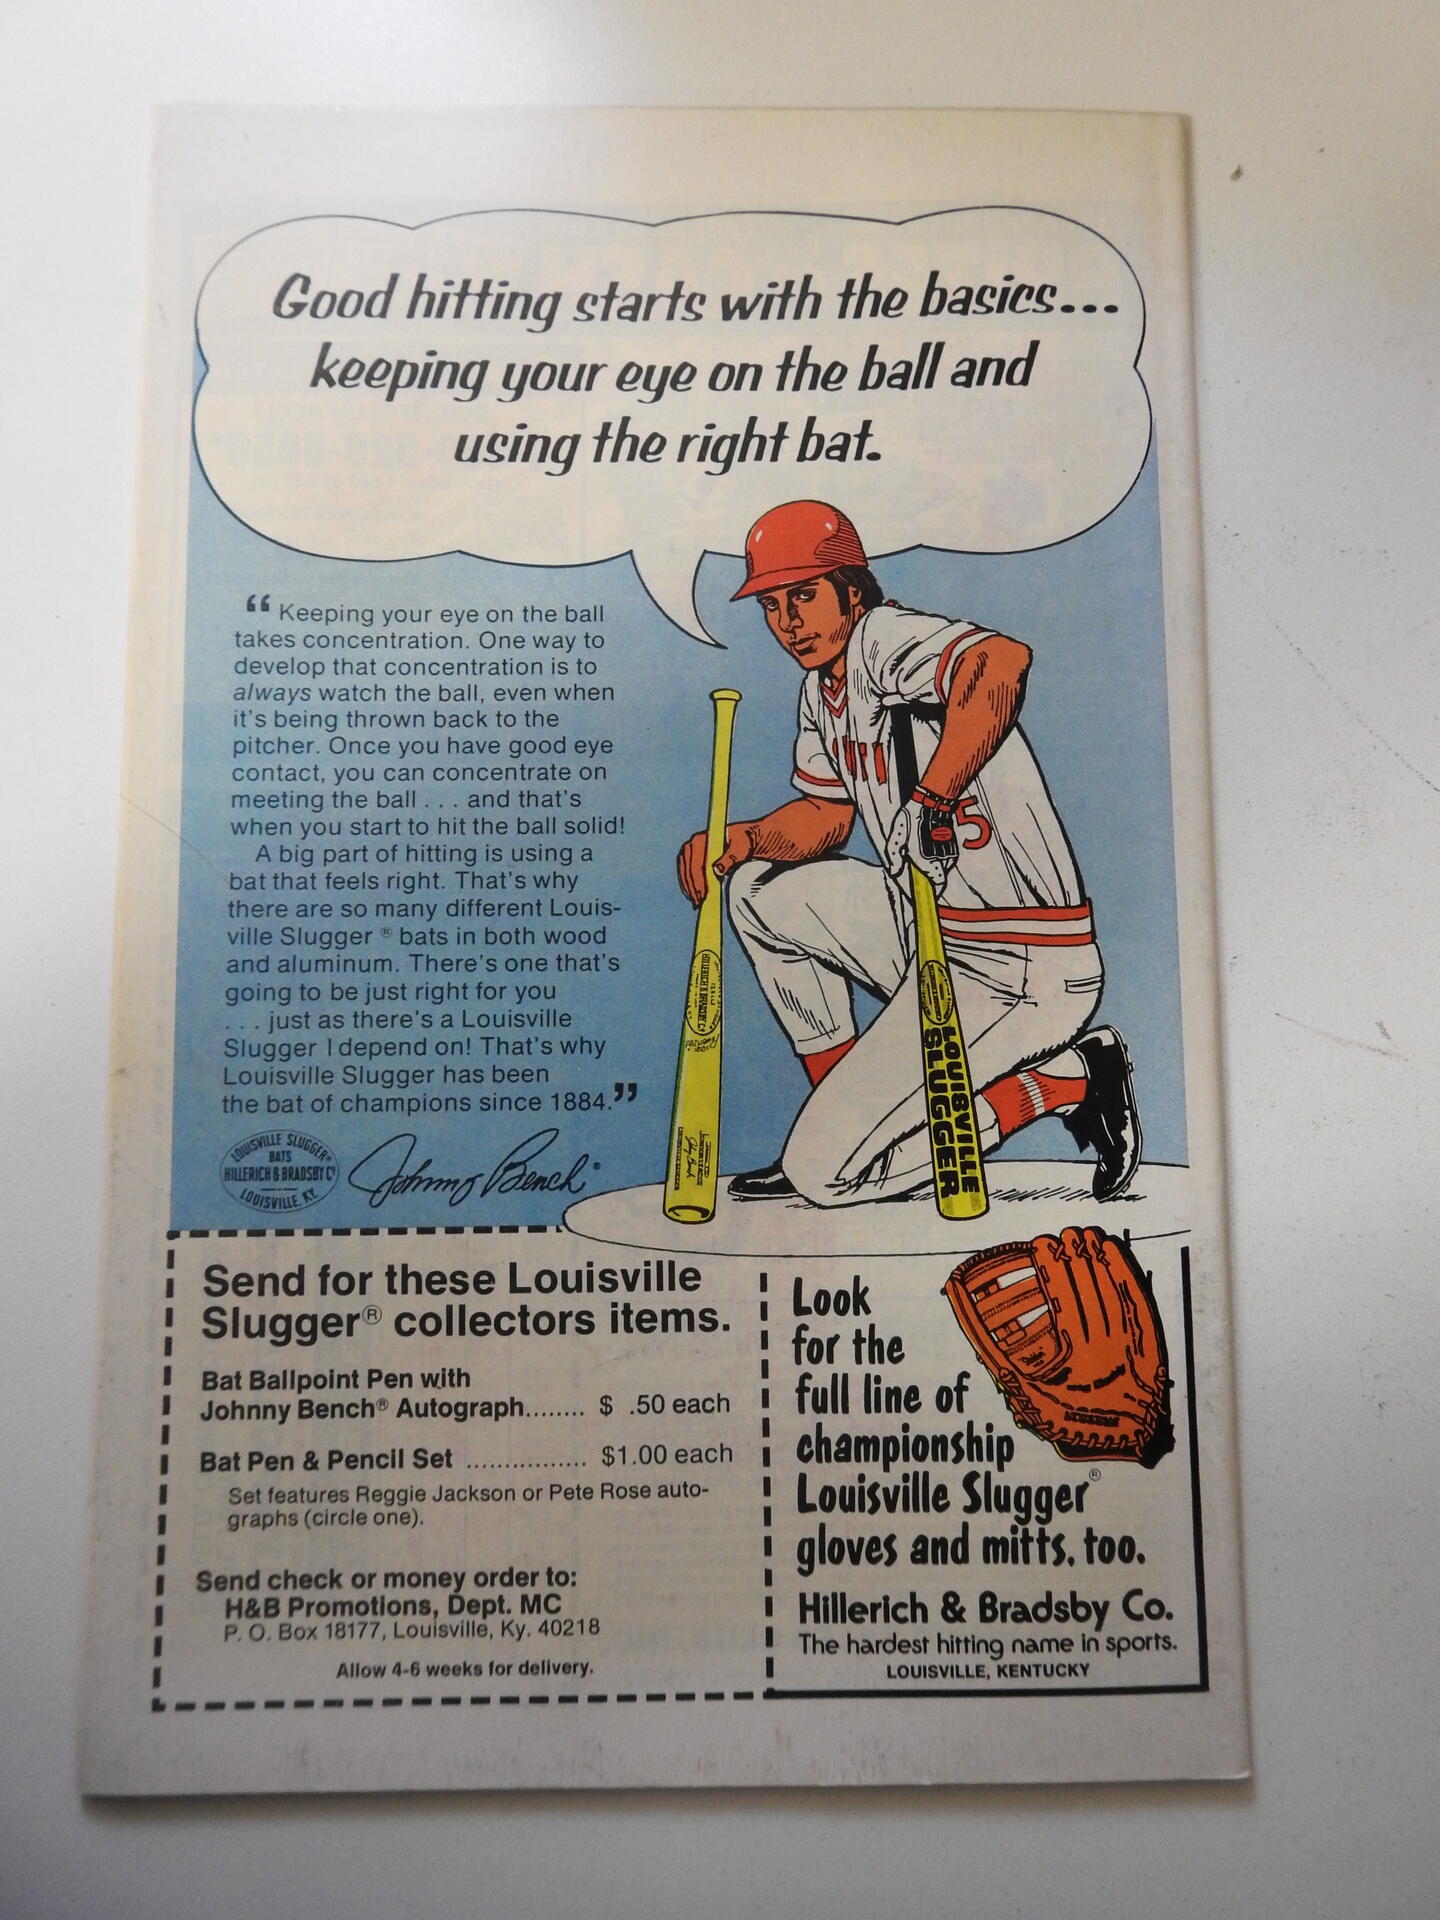 Good hitting starts with the basics...
keeping your eye on the ball and
using the right bat.
“ Keeping your eye on the ball
takes concentration. One way to
develop that concentration is to
always watch the ball, even when
it's being thrown back to the
pitcher. Once you have good eye
contact, you can concentrate on
meeting the ball . . . and that's
when you start to hit the ball solid!
A big part of hitting is using a
bat that feels right. That's why
there are so many different Louis-
ville Slugger ® bats in both wood
and aluminum. There's one that's
going to be just right for you
. . . just as there's a Louisville
Slugger I depend on! That's why
Louisville Slugger has been
the bat of champions since 1884.”
LOUISVILLE SLUGGER®
BATS
HILLERICH & BRADSBY Co
LOUISVILLE, KY.
Johnny Bench®
5
HILLERICH & BRADSBY Co
LOUISVILLE
SLUGGER
Send for these Louisville
Slugger® collectors items.
Bat Ballpoint Pen with
Johnny Bench® Autograph........ $ .50 each
Bat Pen & Pencil Set ................ $1.00 each
Set features Reggie Jackson or Pete Rose auto-
graphs (circle one).
Send check or money order to:
H&B Promotions, Dept. MC
P. O. Box 18177, Louisville, Ky. 40218
Allow 4-6 weeks for delivery.
Look
for the
full line of
championship
Louisville Slugger®
gloves and mitts, too.
Hillerich & Bradsby Co.
The hardest hitting name in sports.
LOUISVILLE, KENTUCKY